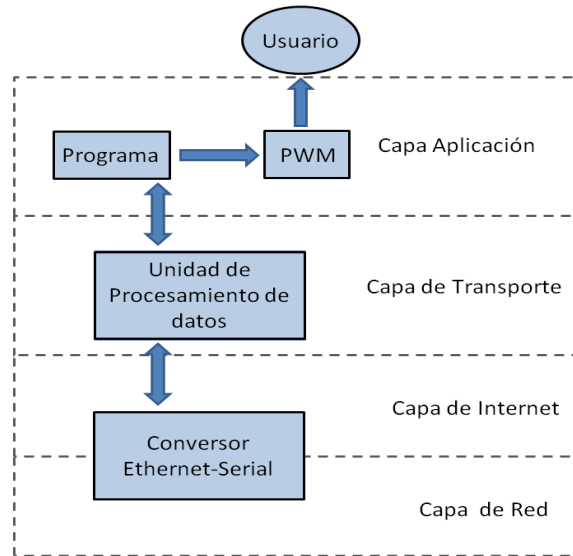 Usuario
Programa
PWM
Capa Aplicación
Unidad de
Procesamiento de
datos
Capa de Transporte
Capa de Internet
Conversor
Ethernet-Serial
Capa de Red